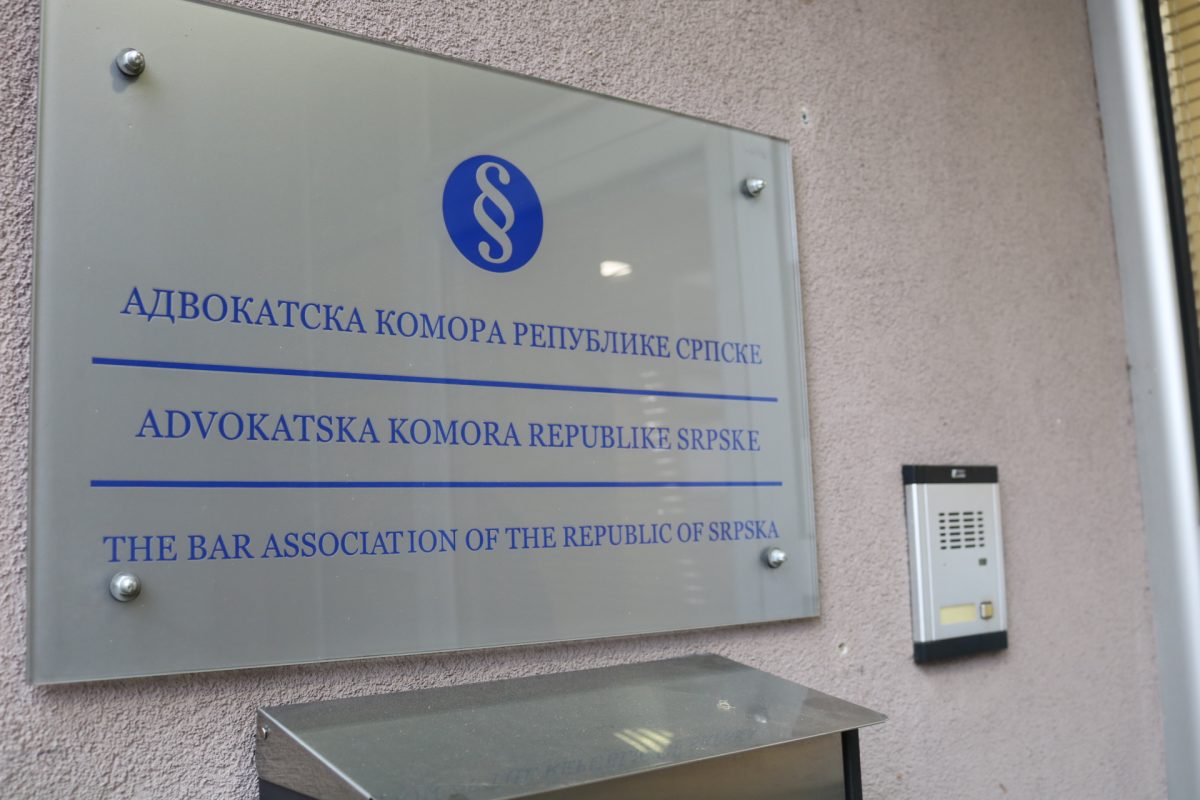 §
АДВОКАТСКА КОМОРА РЕПУБЛИКЕ СРПСКЕ
ADVOKATSKA KOMORA REPUBLIKE SRPSKE
THE BAR ASSOCIATION OF THE REPUBLIC OF SRPSKA